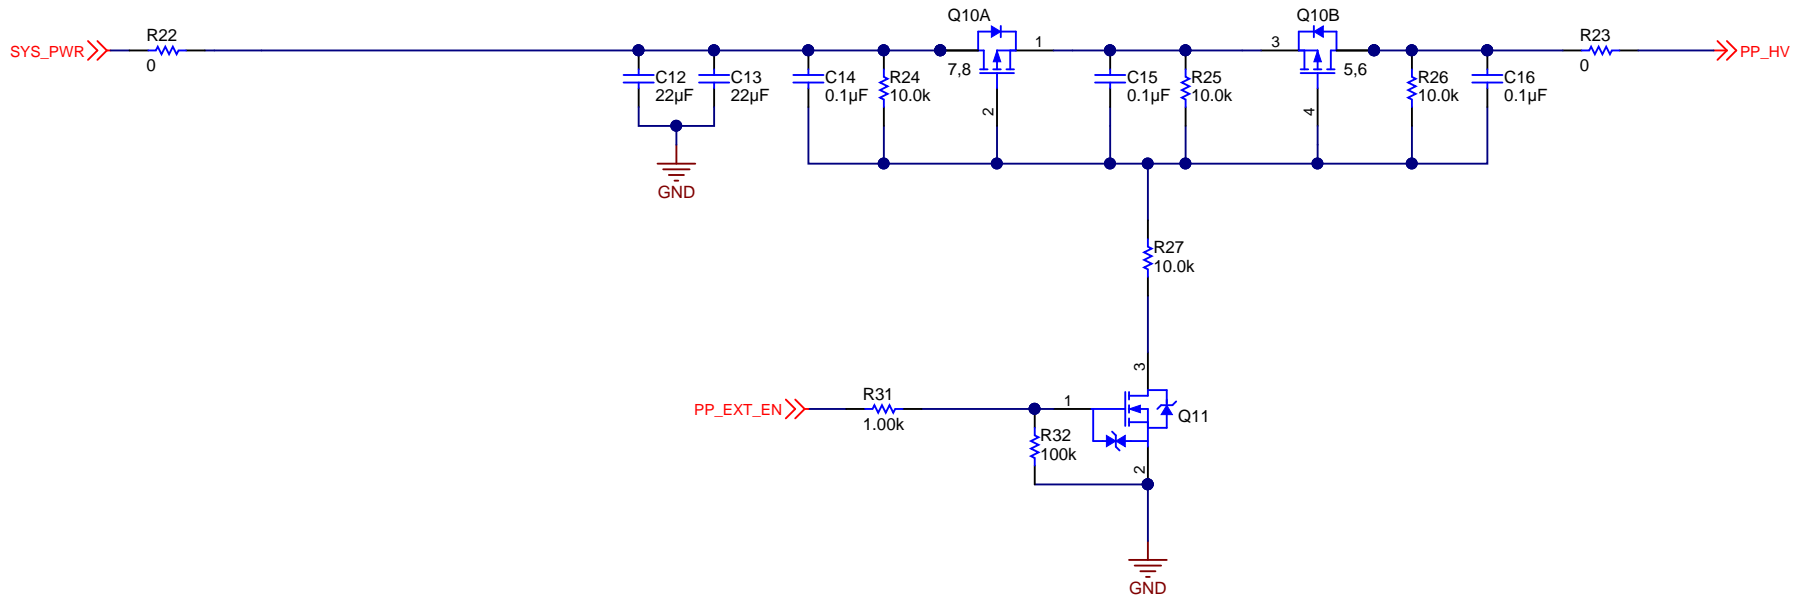 Q10A
Q10B
R22
R23
SYS_PWR
1
3
PP_HV
0
7,8
5,6
0
C12
22µF
C13
22µF
C14
0.1µF
R24
10.0k
C15
0.1µF
R25
10.0k
R26
10.0k
C16
0.1µF
2
4
GND
R27
10.0k
3
R31
PP_EXT_EN
1
1.00k
Q11
R32
100k
2
GND